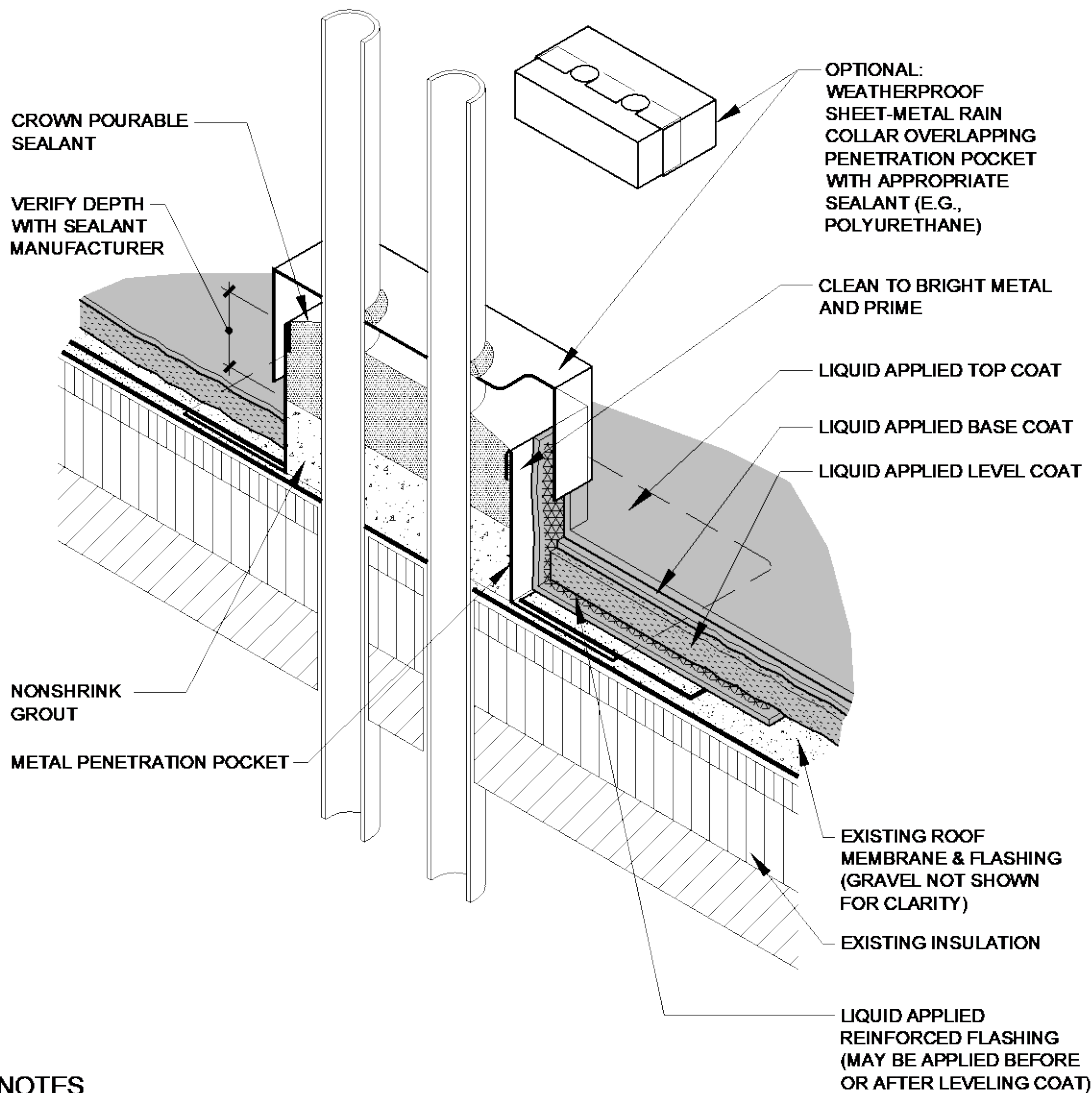 CROWN POURABLE
SEALANT
VERIFY DEPTH
WITH SEALANT
MANUFACTURER
NONSHRINK
GROUT
METAL PENETRATION POCKET
OPTIONAL:
WEATHERPROOF
SHEET-METAL RAIN
COLLAR OVERLAPPING
PENETRATION POCKET
WITH APPROPRIATE
SEALANT (E.G.,
POLYURETHANE)
CLEAN TO BRIGHT METAL
AND PRIME
LIQUID APPLIED TOP COAT
LIQUID APPLIED BASE COAT
LIQUID APPLIED LEVEL COAT
EXISTING ROOF
MEMBRANE & FLASHING
(GRAVEL NOT SHOWN
FOR CLARITY)
EXISTING INSULATION
LIQUID APPLIED
REINFORCED FLASHING
(MAY BE APPLIED BEFORE
OR AFTER LEVELING COAT)
NOTES